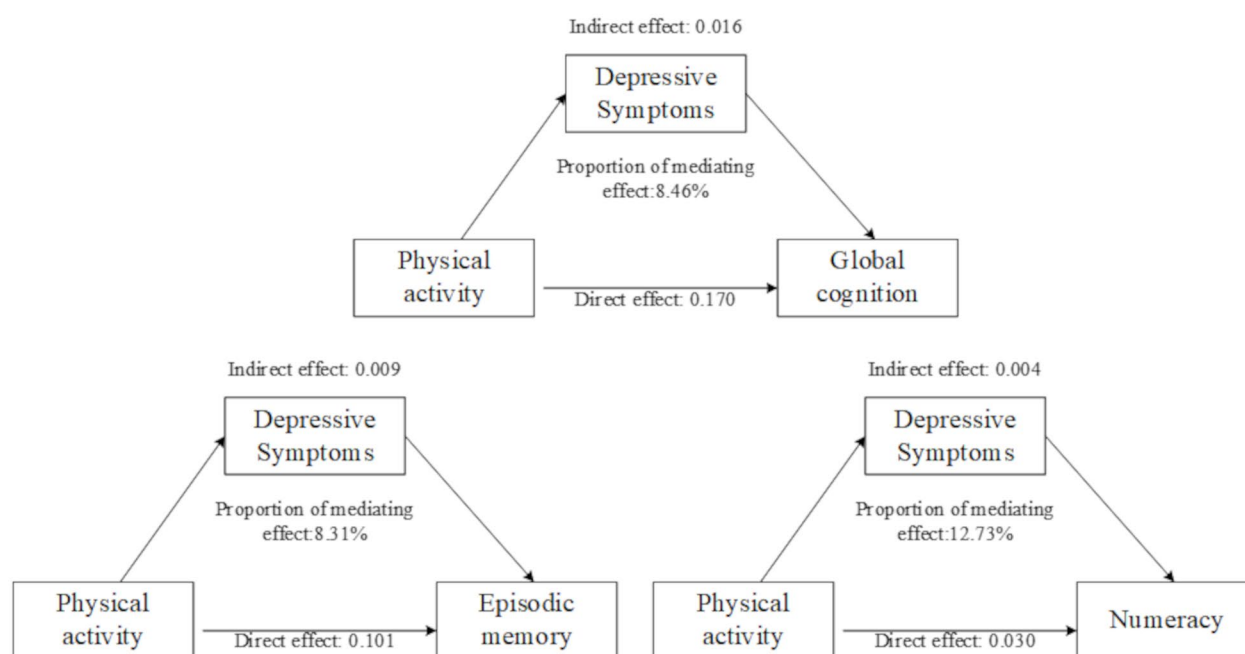 Indirect effect: 0.016
Depressive
Symptoms
Proportion of mediating
effect:8.46%
Physical
activity
Direct effect: 0.170
Global
cognition
Indirect effect: 0.009
Depressive
Symptoms
Proportion of mediating
effect:8.31%
Physical
activity
Direct effect: 0.101
Episodic
memory
Indirect effect: 0.004
Depressive
Symptoms
Proportion of mediating
effect:12.73%
Physical
activity
Direct effect: 0.030
Numeracy